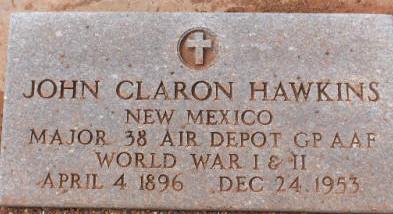 JOHN CLARON HAWKINS
NEW MEXICO
MAJOR 38 AIR DEPOT GP AAF
WORLD WAR I & II
APRIL 4 1896 DEC 24 1953